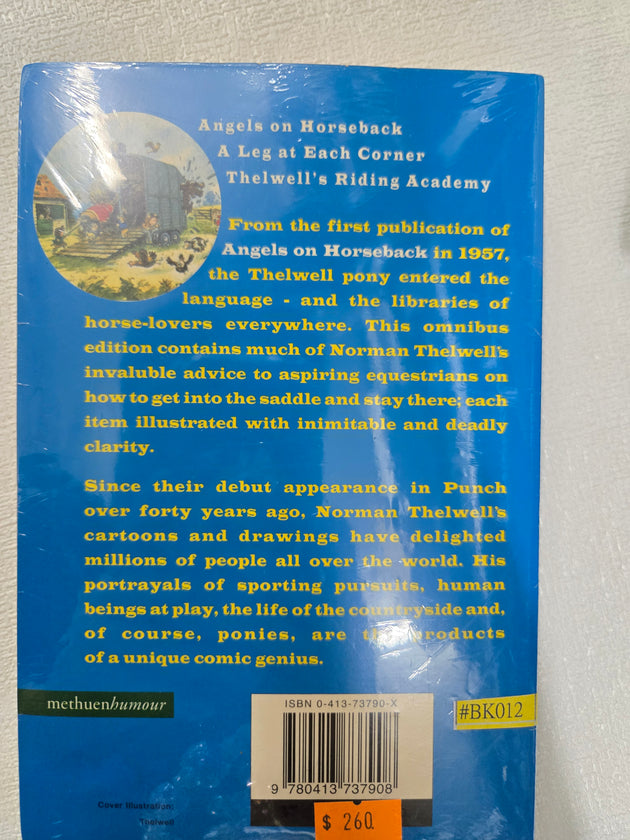 Angels on Horseback
A Leg at Each Corner
Thelwell's Riding Academy
From the first publication of
Angels on Horseback in 1957,
the Thelwell pony entered the
language - and the libraries of
horse-lovers everywhere. This omnibus
edition contains much of Norman Thelwell's
invaluble advice to aspiring equestrians on
how to get into the saddle and stay there; each
item illustrated with inimitable and deadly
clarity.
Since their debut appearance in Punch
over forty years ago, Norman Thelwell's
cartoons and drawings have delighted
millions of people all over the world. His
portrayals of sporting pursuits, human
beings at play, the life of the countryside and,
of course, ponies, are the products
of a unique comic genius.
methuenhumour
ISBN 0-413-73790-X
#BK012
9 780413 737908
Cover Illustration:
Thelwell
$ 260.